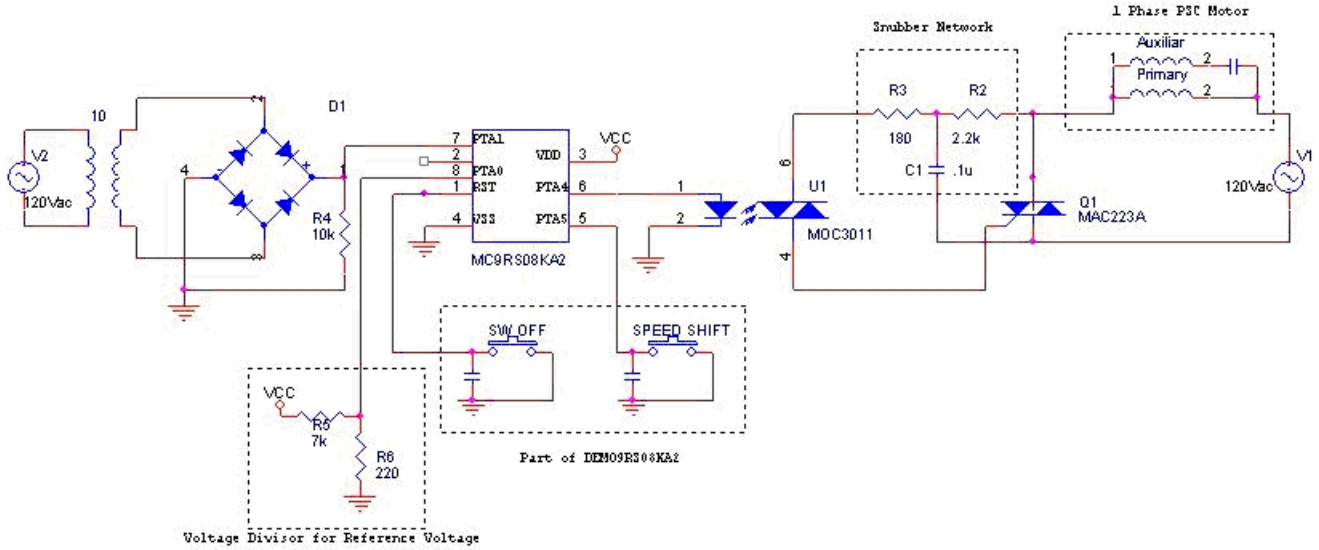 1 Phase PSC Motor
Snubber Network
Auxiliar
1
2
Primary
2
10
2
D1
R3
R2
V2
4
-
+
1
7
PTA1
2
8
PTA0
1
RST
4
VSS
VDD
3
VCC
PTA4
6
PTA5
5
180
2.2k
V1
120Vac
R4
10k
3
C1
.1u
120Vac
1
2
6
U1
MOC3011
4
Q1
MAC223A
MC9RS08KA2
SW OFF
SPEED SHIFT
VCC
R5
7k
R6
220
Part of DEMO9RS08KA2
Voltage Divisor for Reference Voltage